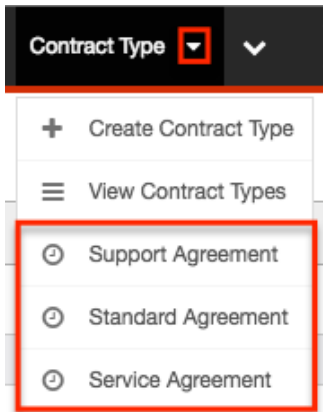 Contract Type
Create Contract Type
View Contract Types
Support Agreement
Standard Agreement
Service Agreement